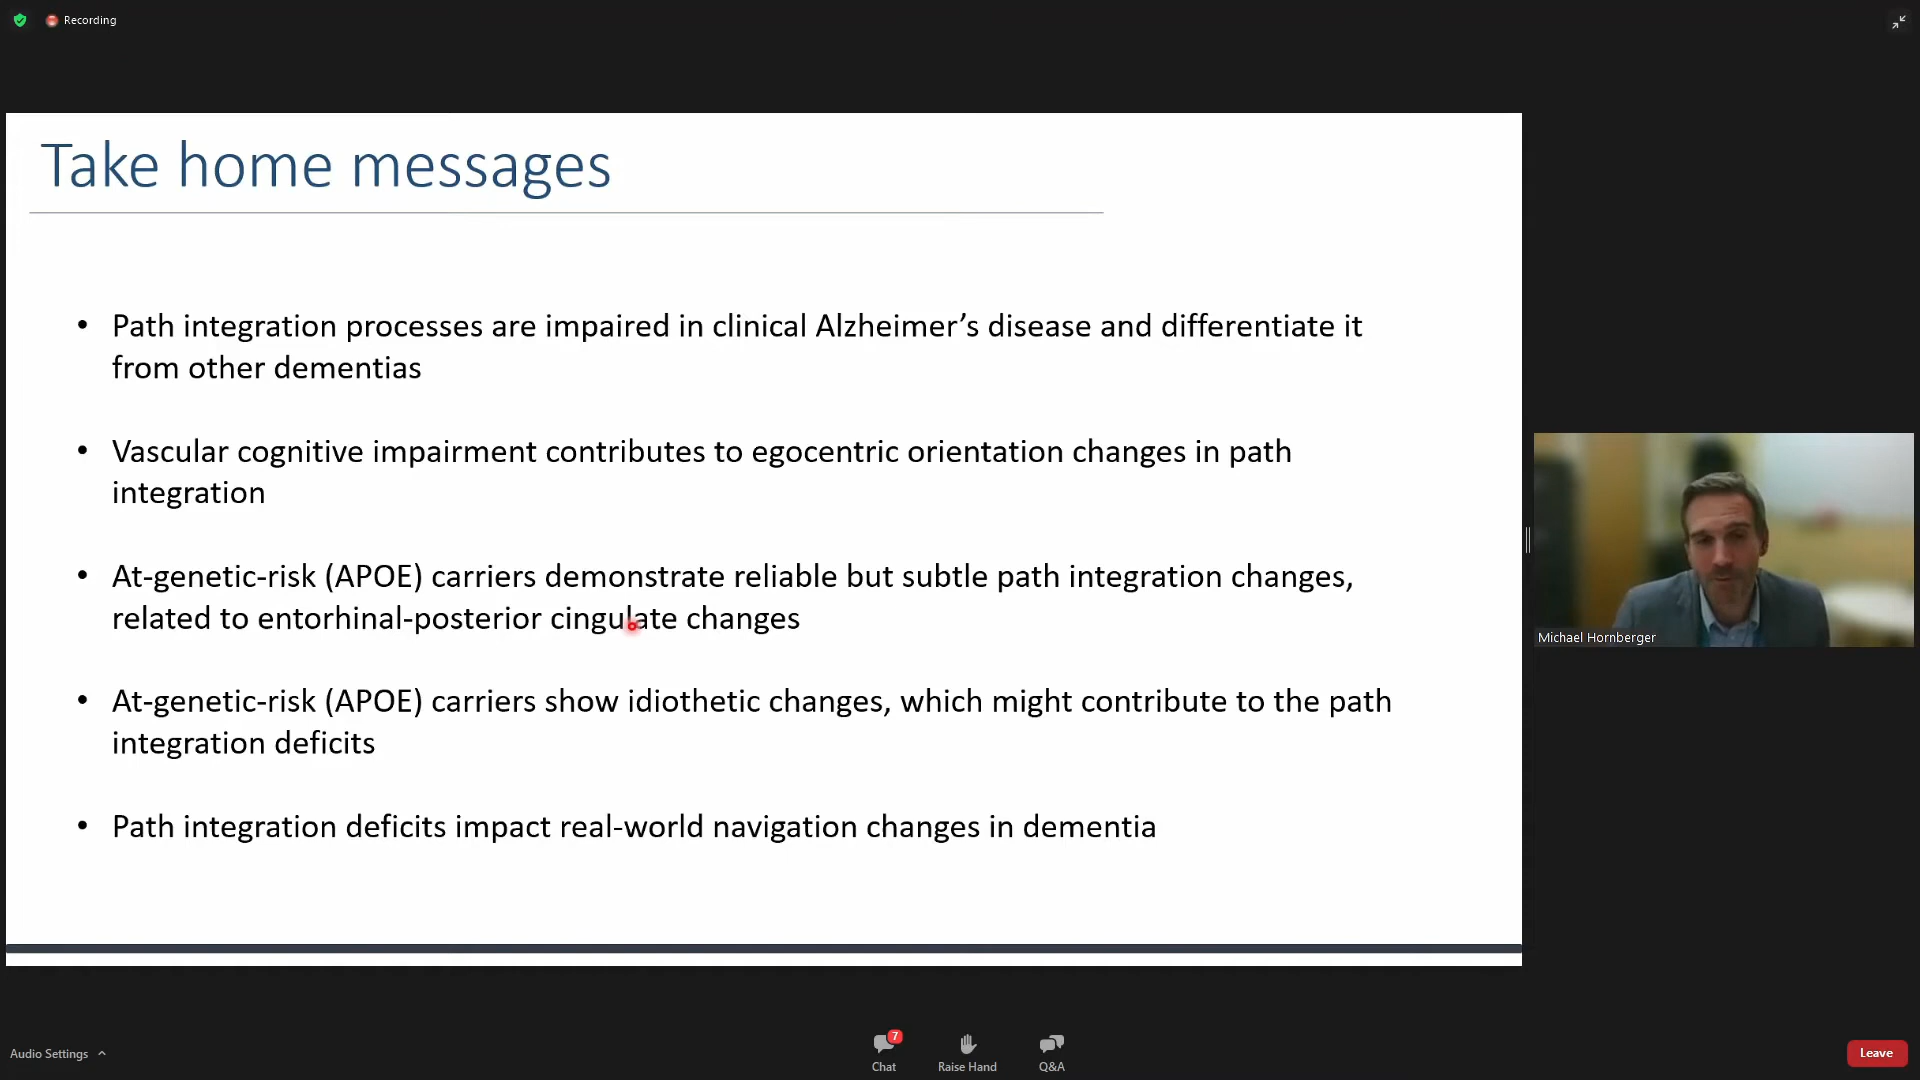 Recording
Take home messages
• Path integration processes are impaired in clinical Alzheimer’s disease and differentiate it
from other dementias
• Vascular cognitive impairment contributes to egocentric orientation changes in path
integration
• At-genetic-risk (APOE) carriers demonstrate reliable but subtle path integration changes,
related to entorhinal-posterior cingulate changes
• At-genetic-risk (APOE) carriers show idiothetic changes, which might contribute to the path
integration deficits
• Path integration deficits impact real-world navigation changes in dementia
Michael Hornberger
Audio Settings
7
Chat
Raise Hand
Q&A
Leave